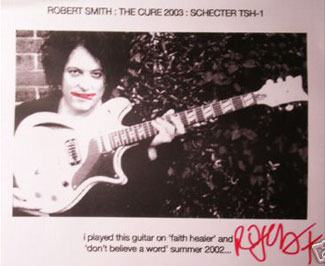 ROBERT SMITH : THE CURE 2003 : SCHECTER TSH-1
i played this guitar on 'faith healer' and
'don't believe a word' summer 2002...